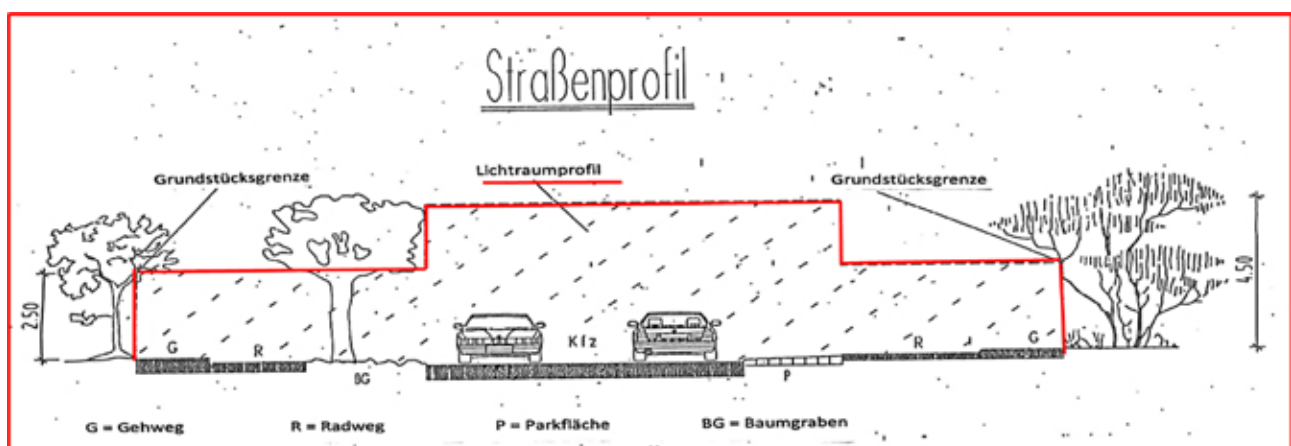 Straßenprofil
Grundstücksgrenze
Lichtraumprofil
Grundstücksgrenze
2.50
4.50
G
R
BG
Kfz
P
R
G
G = Gehweg
R = Radweg
P = Parkfläche
BG = Baumgraben